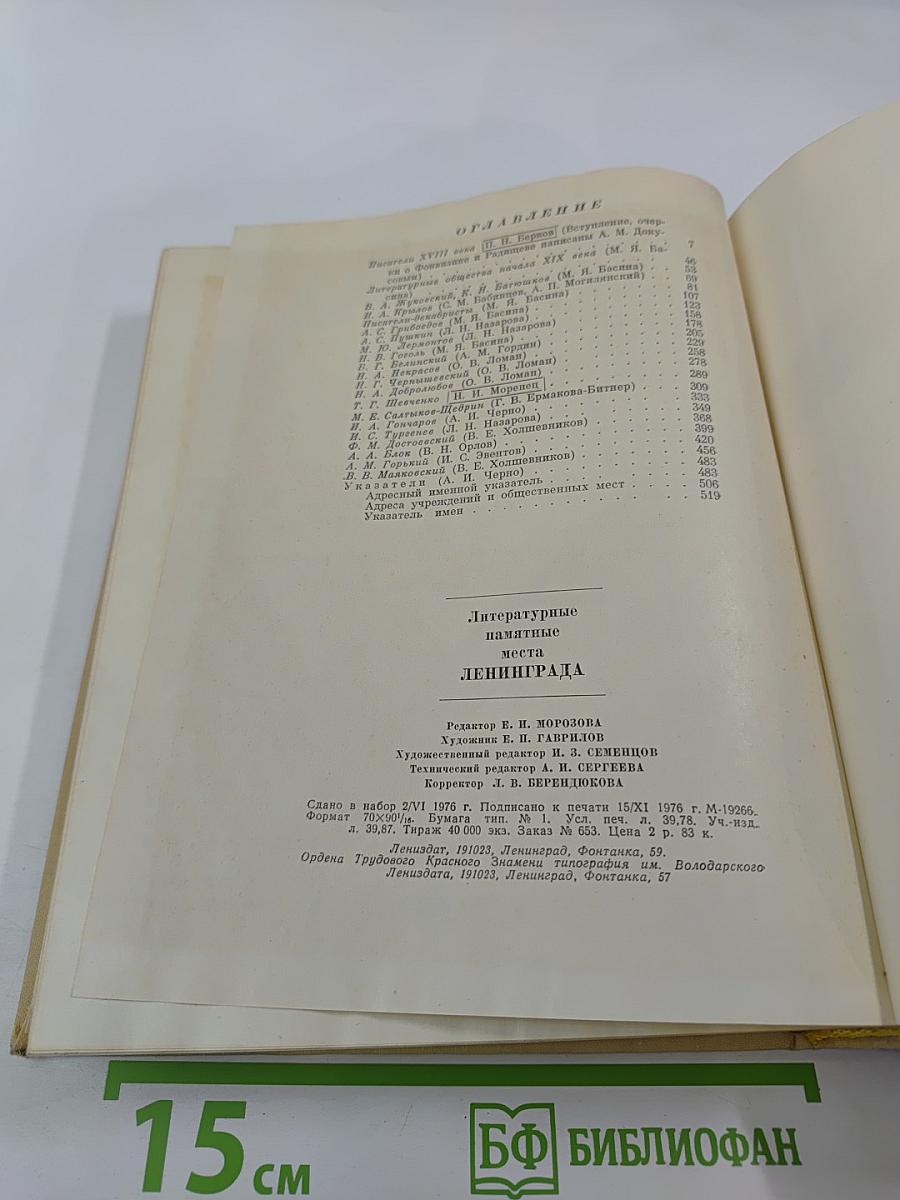 ОГЛАВЛЕНИЕ
Писатели XVIII века П. Н. Берков (Вступление, очер-
ки о Фонвизине и Радищеве написаны А. М. Доку-
совым) . . . 7
Литературные общества начала XIX века (М. Я. Ба-
сина) . . . 46
В. А. Жуковский, К. Н. Батюшков (М. Я. Басина) . . 53
И. А. Крылов (С. М. Бабинцев, А. П. Могилянский) . . 69
Писатели-декабристы (М. Я. Басина) . . . 81
А. С. Грибоедов (М. Я. Басина) . . . 107
А. С. Пушкин (Л. Н. Назарова) . . . 123
М. Ю. Лермонтов (Л. Н. Назарова) . . . 158
Н. В. Гоголь (М. Я. Басина) . . . 178
В. Г. Белинский (А. М. Гордин) . . . 205
Н. А. Некрасов (О. В. Ломан) . . . 229
Н. Г. Чернышевский (О. В. Ломан) . . . 258
Н. А. Добролюбов (О. В. Ломан) . . . 278
Т. Г. Шевченко Н. И. Моренец . . . 289
М. Е. Салтыков-Щедрин (Г. В. Ермакова-Битнер) . . . 309
И. А. Гончаров (А. И. Черно) . . . 333
И. С. Тургенев (Л. Н. Назарова) . . . 349
Ф. М. Достоевский (В. Е. Холшевников) . . . 368
А. А. Блок (В. Н. Орлов) . . . 399
А. М. Горький (И. С. Эвентов) . . . 420
В. В. Маяковский (В. Е. Холшевников) . . . 456
Указатели (А. И. Черно) . . . 483
Адресный именной указатель . . . 483
Адреса учреждений и общественных мест . . . 506
Указатель имен . . . 519
Литературные
памятные
места
ЛЕНИНГРАДА
Редактор Е. И. МОРОЗОВА
Художник Е. П. ГАВРИЛОВ
Художественный редактор И. З. СЕМЕНЦОВ
Технический редактор А. И. СЕРГЕЕВА
Корректор Л. В. БЕРЕНДЮКОВА
Сдано в набор 2/VI 1976 г. Подписано к печати 15/XI 1976 г. М-19266.
Формат 70×90¹/₁₆. Бумага тип. № 1. Усл. печ. л. 39,78. Уч.-изд.
л. 39,87. Тираж 40 000 экз. Заказ № 653. Цена 2 р. 83 к.
Лениздат, 191023, Ленинград, Фонтанка, 59.
Ордена Трудового Красного Знамени типография им. Володарского
Лениздата, 191023, Ленинград, Фонтанка, 57
15 см
БФ БИБЛИОФАН